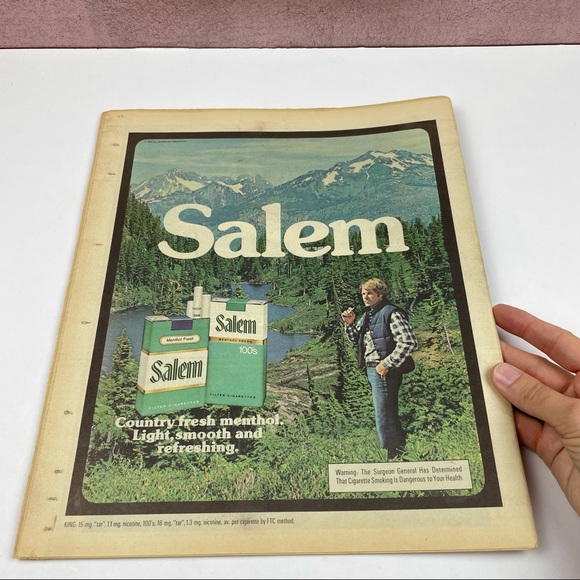 Salem
Menthol Fresh
Salem
FILTER CIGARETTES
Salem
MENTHOL FRESH
100's
FILTER CIGARETTES
Country fresh menthol.
Light, smooth and
refreshing.
Warning: The Surgeon General Has Determined
That Cigarette Smoking Is Dangerous to Your Health.
KING: 15 mg. "tar", 1.1 mg. nicotine, 100's: 16 mg. "tar", 1.3 mg. nicotine, av. per cigarette by FTC method.